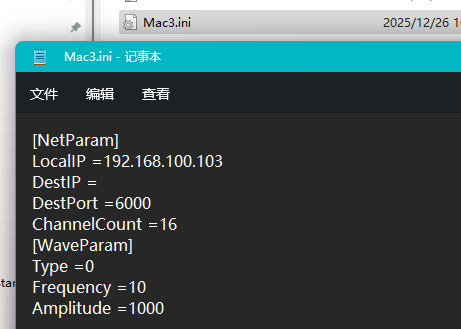 Mac3.ini
2025/12/26
Mac3.ini - 记事本
文件 编辑 查看
[NetParam]
LocalIP =192.168.100.103
DestIP =
DestPort =6000
ChannelCount =16
[WaveParam]
Type =0
Frequency =10
Amplitude =1000